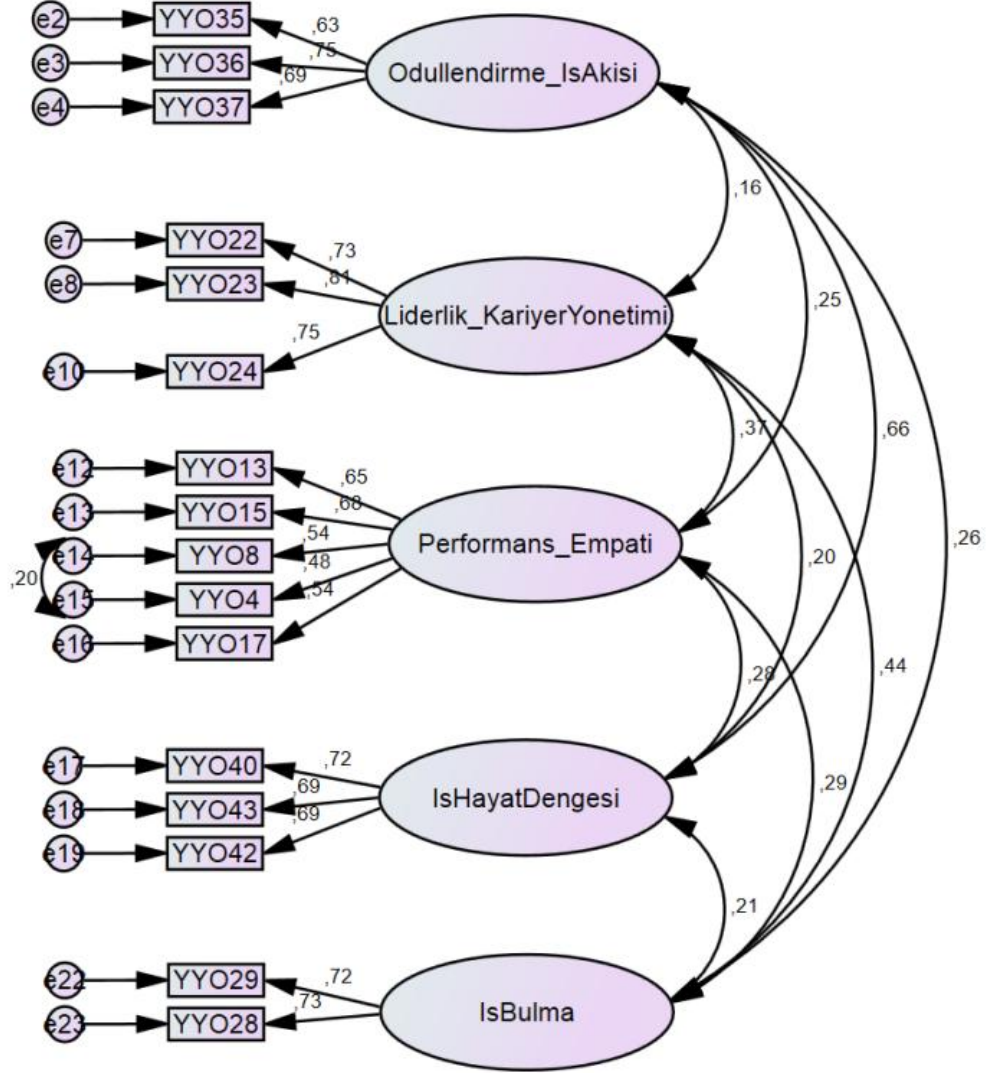 e2 YYO35 ,63
,75
e3 YYO36 Odullendirme_IsAkisi
,69
e4 YYO37
,16
e7 YYO22 ,73
e8 YYO23 ,81
Liderlik_KariyerYonetimi
,25
e10 YYO24 ,75
,37
,66
e12 YYO13 ,65
e13 YYO15 ,68
e14 YYO8 ,54 Performans_Empati
,26
,20
,48
,20
e15 YYO4
,54
e16 YYO17
,28
,44
e17 YYO40 ,72
,29
e18 YYO43 ,69 IsHayatDengesi
,69
e19 YYO42
,21
e22 YYO29 ,72
e23 YYO28 ,73 IsBulma